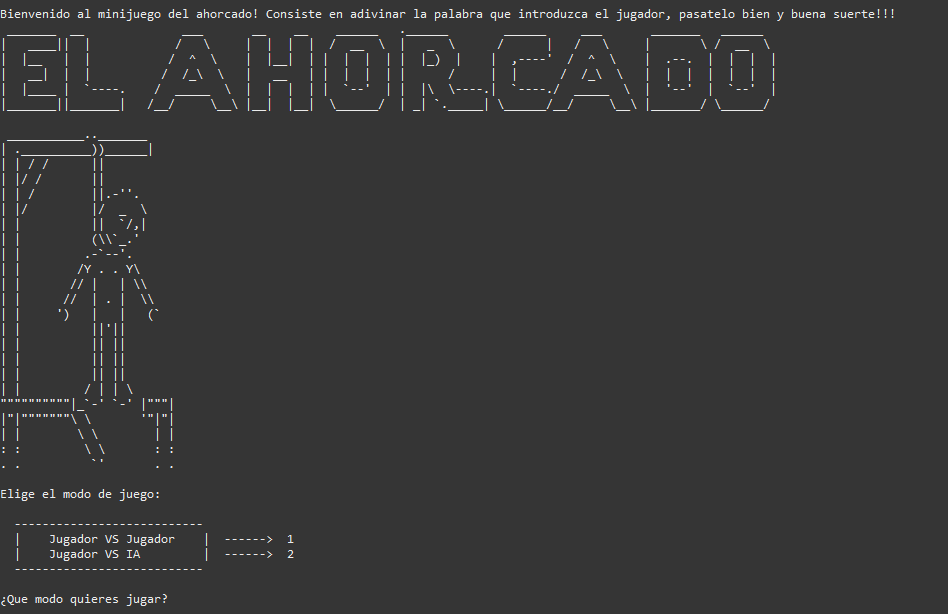 Bienvenido al minijuego del ahorcado! Consiste en adivinar la palabra que introduzca el jugador, pasatelo bien y buena suerte!!!
EL AHORCADO
Elige el modo de juego:
Jugador VS Jugador | ------> 1
Jugador VS IA | ------> 2
¿Que modo quieres jugar?